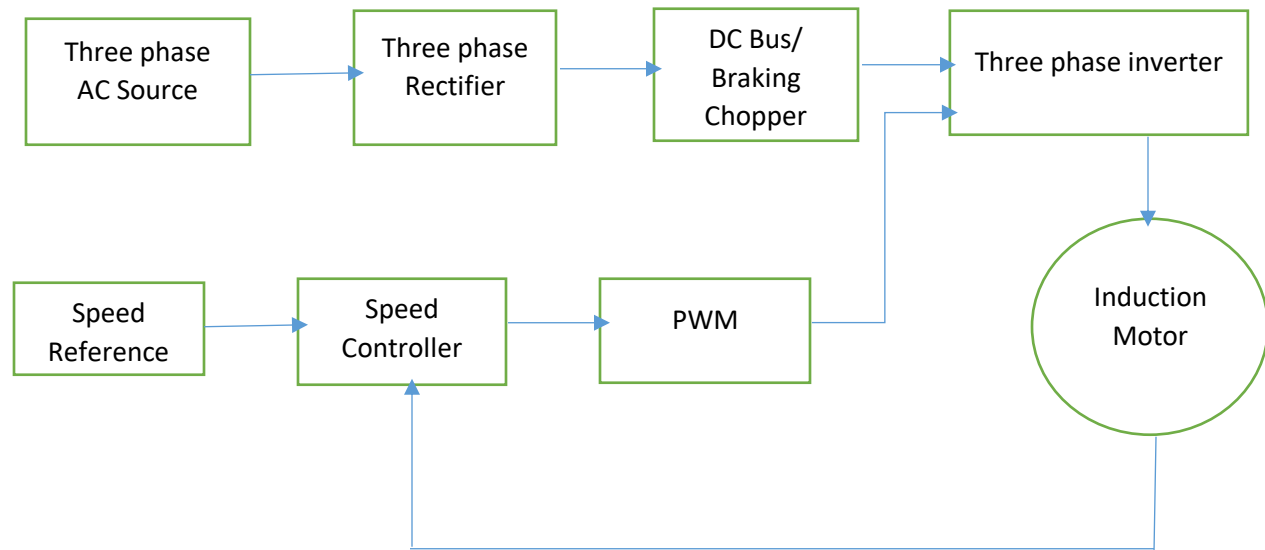 Three phase
AC Source
Three phase
Rectifier
DC Bus/
Braking
Chopper
Three phase inverter
Speed
Reference
Speed
Controller
PWM
Induction
Motor